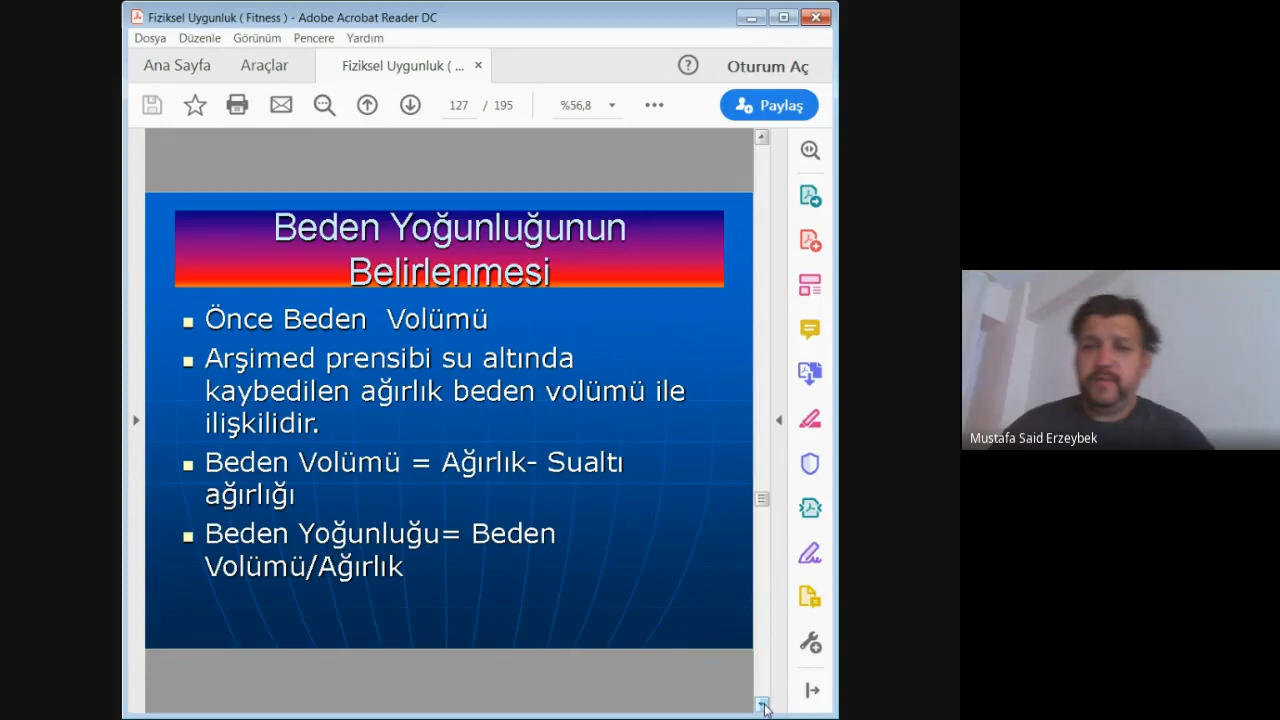 Fiziksel Uygunluk ( Fitness ) - Adobe Acrobat Reader DC
Dosya Düzenle Görünüm Pencere Yardım
Ana Sayfa Araçlar Fiziksel Uygunluk ( ... × ? Oturum Aç
127 / 195 %56,8 Paylaş
Beden Yoğunluğunun
Belirlenmesi
Önce Beden Volümü
Arşimed prensibi su altında
kaybedilen ağırlık beden volümü ile
ilişkilidir.
Beden Volümü = Ağırlık- Sualtı
ağırlığı
Beden Yoğunluğu= Beden
Volümü/Ağırlık
Mustafa Said Erzeybek